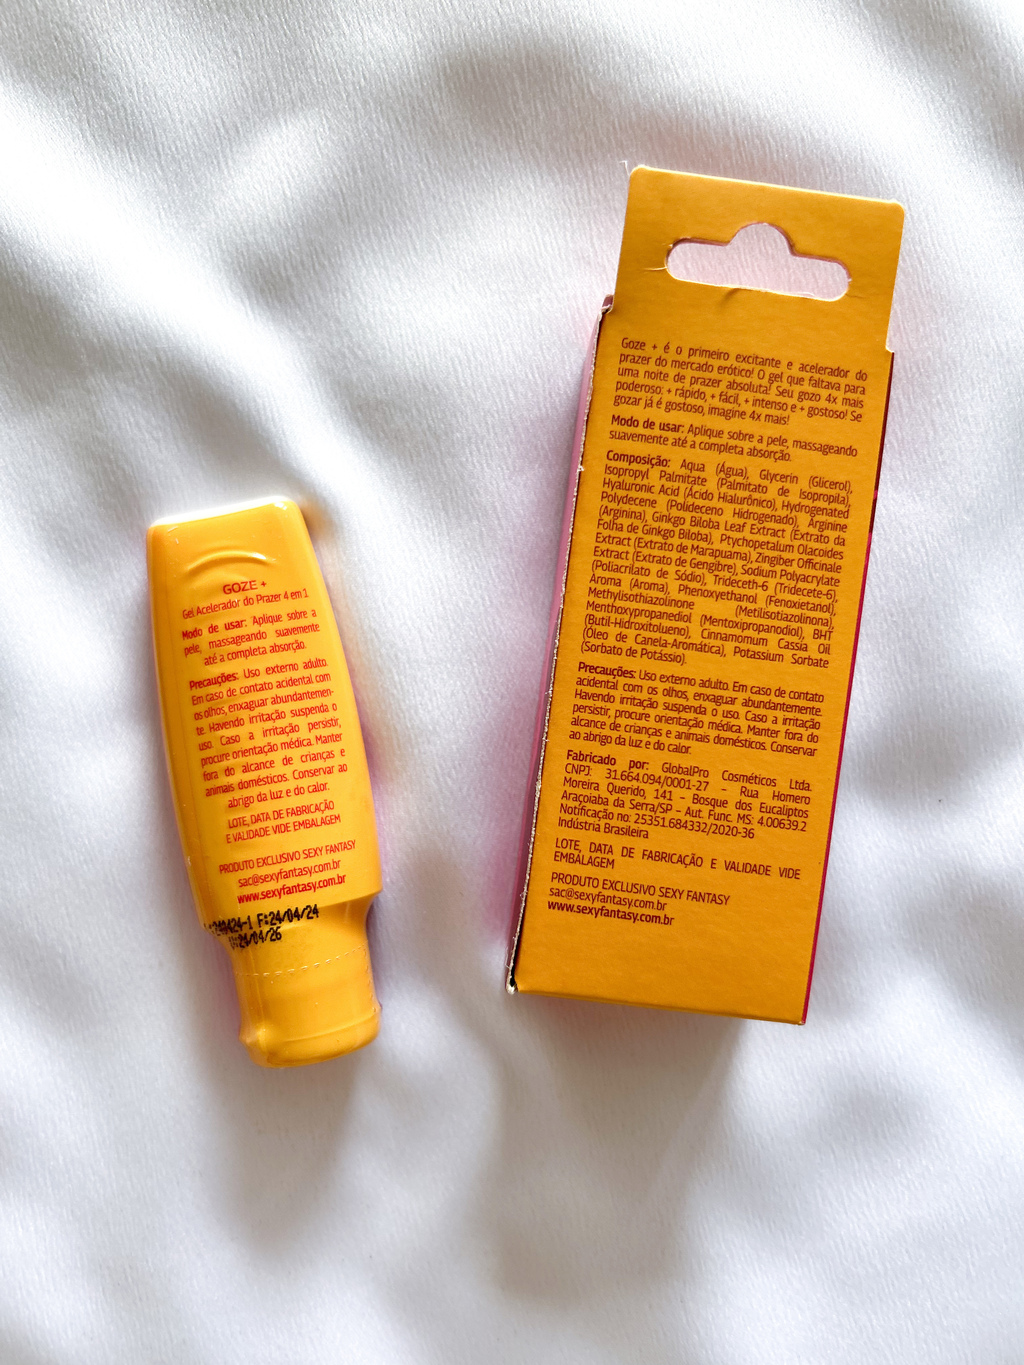 GOZE +
Gel Acelerador do Prazer 4 em 1
Modo de usar: Aplique sobre a
pele, massageando suavemente
até a completa absorção.
Precauções: Uso externo adulto.
Em caso de contato acidental com
os olhos, enxaguar abundantemen-
te. Havendo irritação suspenda o
uso. Caso a irritação persistir,
procure orientação médica. Manter
fora do alcance de crianças e
animais domésticos. Conservar ao
abrigo da luz e do calor.
LOTE, DATA DE FABRICAÇÃO
E VALIDADE VIDE EMBALAGEM
PRODUTO EXCLUSIVO SEXY FANTASY
sac@sexyfantasy.com.br
www.sexyfantasy.com.br
F:24/04/24
:24/04/26
Goze + é o primeiro excitante e acelerador do
prazer do mercado erótico! O gel que faltava para
uma noite de prazer absoluta! Seu gozo 4x mais
poderoso: + rápido, + fácil, + intenso e + gostoso! Se
gozar já é gostoso, imagine 4x mais!
Modo de usar: Aplique sobre a pele, massageando
suavemente até a completa absorção.
Composição: Aqua (Água), Glycerin (Glicerol),
Isopropyl Palmitate (Palmitato de Isopropila),
Hyaluronic Acid (Ácido Hialurônico), Hydrogenated
Polydecene (Polideceno Hidrogenado), Arginine
(Arginina), Ginkgo Biloba Leaf Extract (Extrato da
Folha de Ginkgo Biloba), Ptychopetalum Olacoides
Extract (Extrato de Marapuama), Zingiber Officinale
Extract (Extrato de Gengibre), Sodium Polyacrylate
(Poliacrilato de Sódio), Trideceth-6 (Tridecete-6),
Aroma (Aroma), Phenoxyethanol (Fenoxietanol),
Methylisothiazolinone (Metilisotiazolinona),
Menthoxypropanediol (Mentoxipropanodiol), BHT
(Butil-Hidroxitolueno), Cinnamomum Cassia Oil
(Óleo de Canela-Aromática), Potassium Sorbate
(Sorbato de Potássio).
Precauções: Uso externo adulto. Em caso de contato
acidental com os olhos, enxaguar abundantemente.
Havendo irritação suspenda o uso. Caso a irritação
persistir, procure orientação médica. Manter fora do
alcance de crianças e animais domésticos. Conservar
ao abrigo da luz e do calor.
Fabricado por: GlobalPro Cosméticos Ltda.
CNPJ: 31.664.094/0001-27 – Rua Homero
Moreira Querido, 141 – Bosque dos Eucaliptos
Araçoiaba da Serra/SP – Aut. Func. MS: 4.00639.2
Notificação no: 25351.684332/2020-36
Indústria Brasileira
LOTE, DATA DE FABRICAÇÃO E VALIDADE VIDE
EMBALAGEM
PRODUTO EXCLUSIVO SEXY FANTASY
sac@sexyfantasy.com.br
www.sexyfantasy.com.br